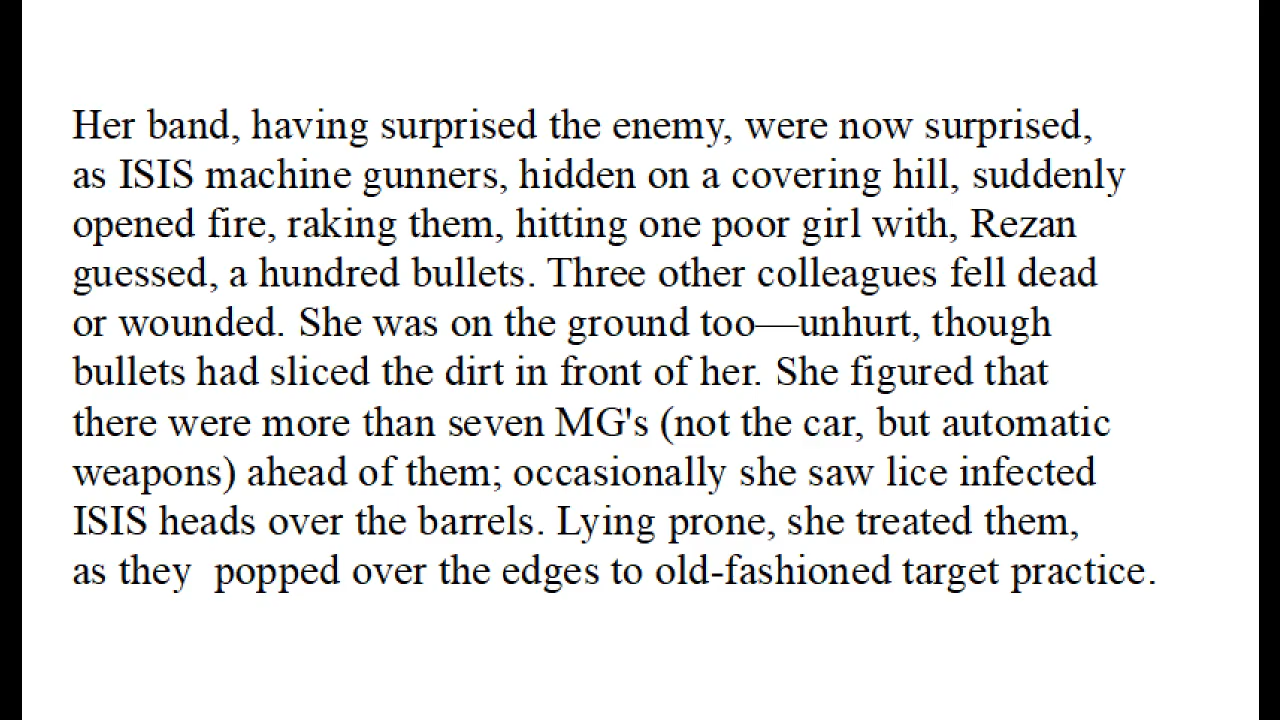 Her band, having surprised the enemy, were now surprised,
as ISIS machine gunners, hidden on a covering hill, suddenly
opened fire, raking them, hitting one poor girl with, Rezan
guessed, a hundred bullets. Three other colleagues fell dead
or wounded. She was on the ground too—unhurt, though
bullets had sliced the dirt in front of her. She figured that
there were more than seven MG's (not the car, but automatic
weapons) ahead of them; occasionally she saw lice infected
ISIS heads over the barrels. Lying prone, she treated them,
as they  popped over the edges to old-fashioned target practice.